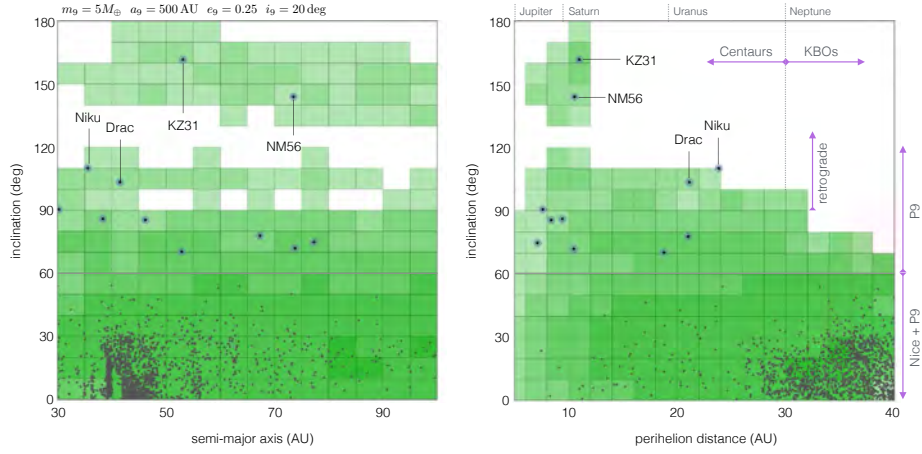 m₉ = 5M⊕ a₉ = 500 AU e₉ = 0.25 i₉ = 20 deg
Jupiter Saturn Uranus Neptune
180
150
120
90
60
30
0
inclination (deg)
30 50 70 90
semi-major axis (AU)
Niku
Drac
KZ31
NM56
180
150
120
90
60
30
0
inclination (deg)
10 20 30 40
perihelion distance (AU)
KZ31
NM56
Drac
Niku
Centaurs KBOs
retrograde
P9
Nice + P9